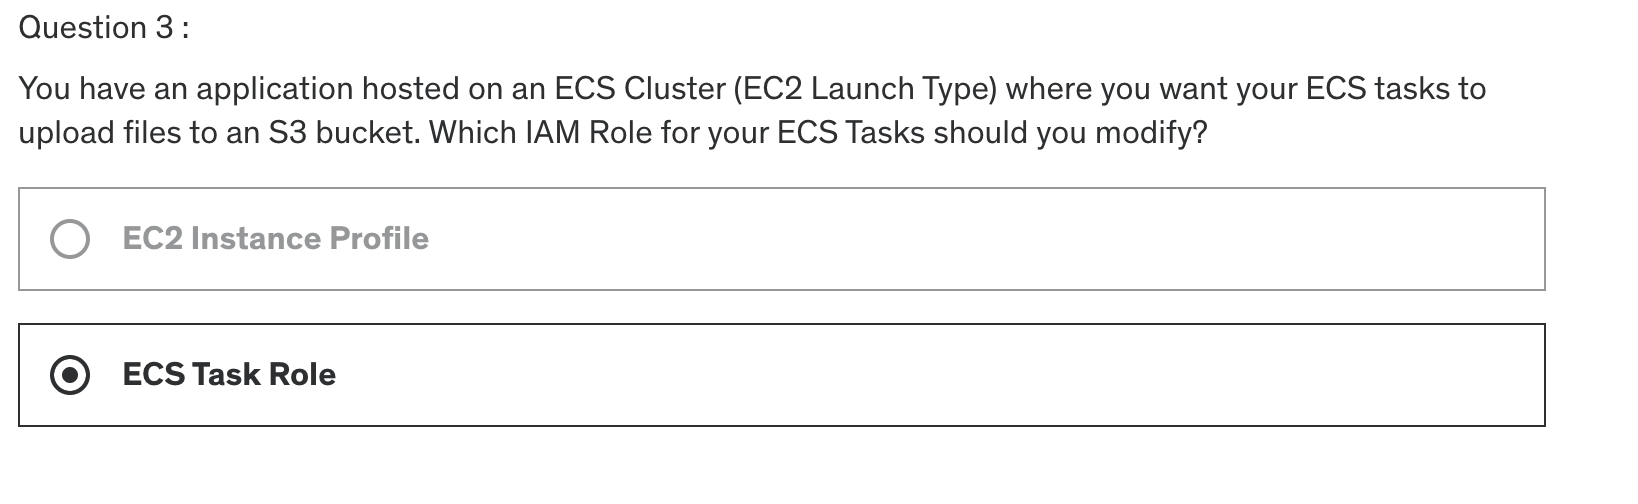 Question 3 :
You have an application hosted on an ECS Cluster (EC2 Launch Type) where you want your ECS tasks to
upload files to an S3 bucket. Which IAM Role for your ECS Tasks should you modify?
EC2 Instance Profile
ECS Task Role